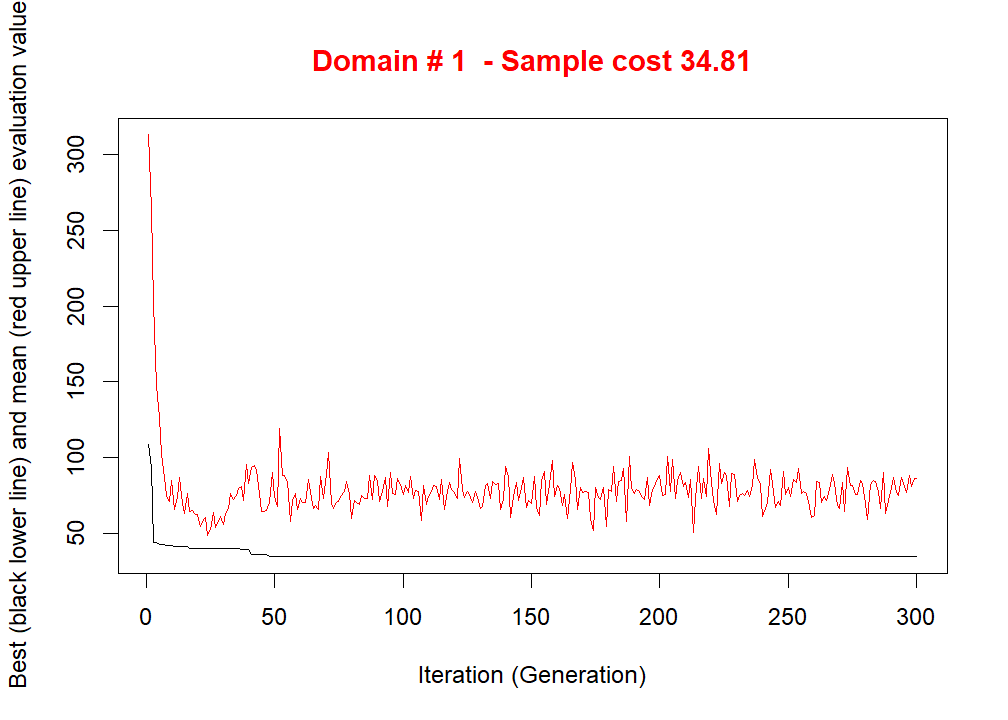 Domain # 1  - Sample cost 34.81
Best (black lower line) and mean (red upper line) evaluation value
300
250
200
150
100
50
0 50 100 150 200 250 300
Iteration (Generation)